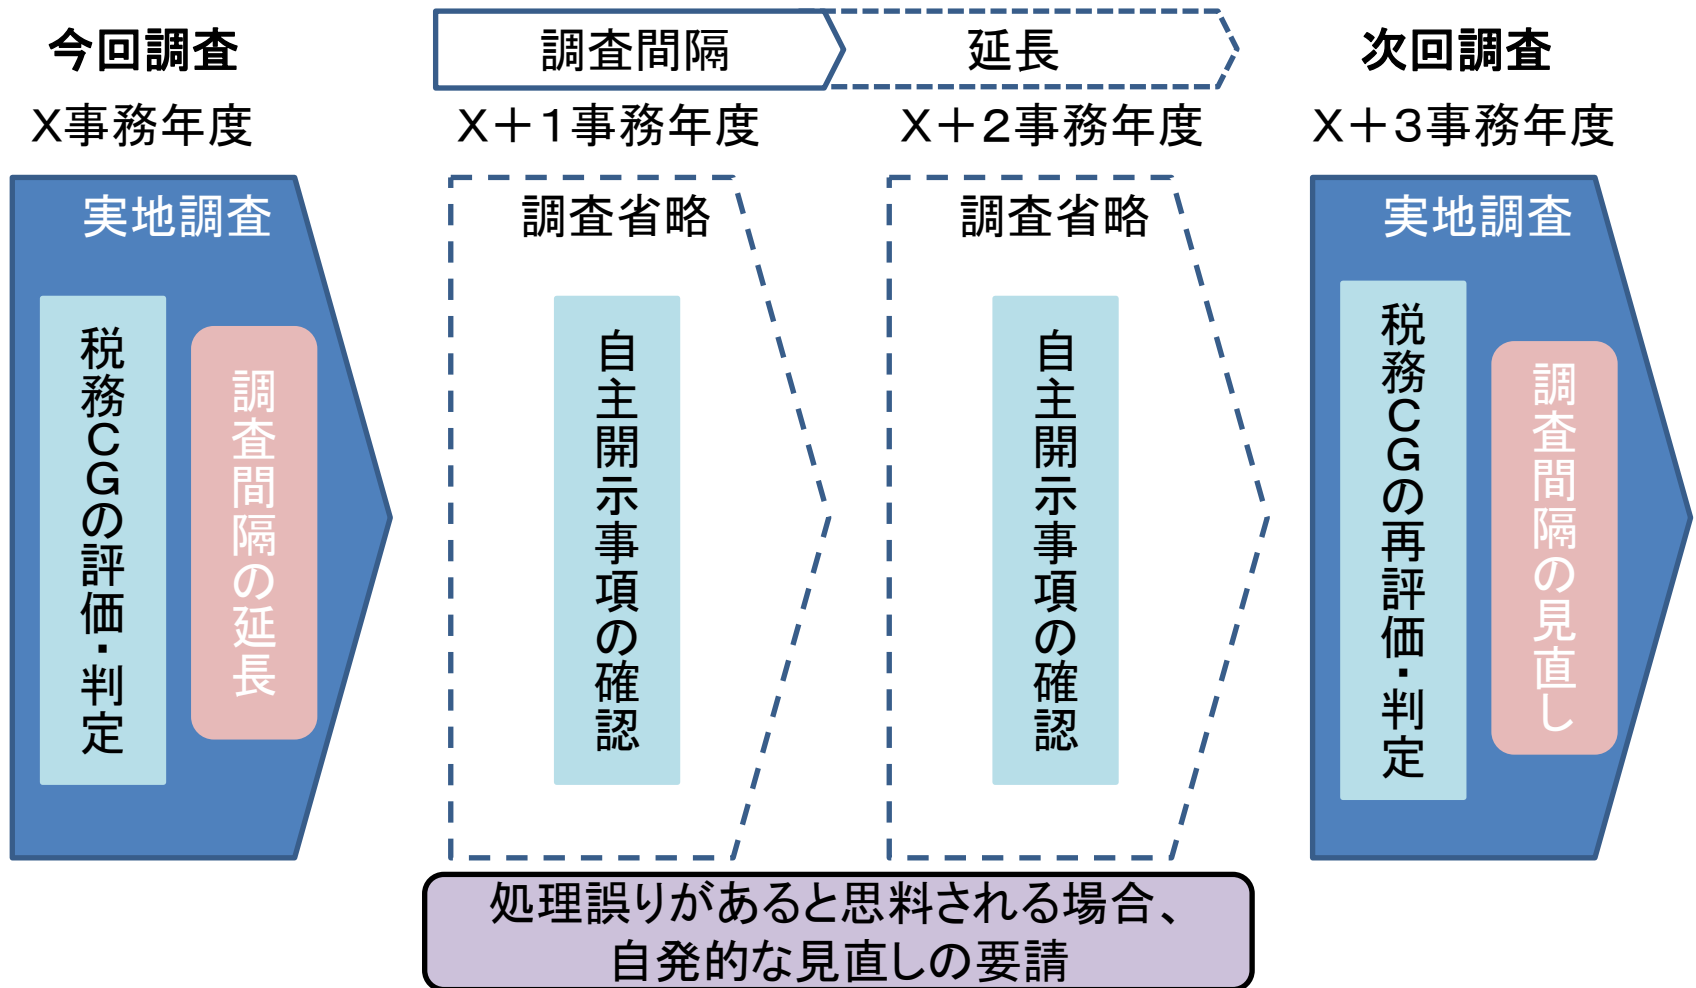 今回調査
調査間隔
延長
次回調査
X事務年度
X＋1事務年度
X＋2事務年度
X＋3事務年度
実地調査
税務CGの評価・判定
調査間隔の延長
調査省略
自主開示事項の確認
調査省略
自主開示事項の確認
実地調査
税務CGの再評価・判定
調査間隔の見直し
処理誤りがあると思料される場合、
自発的な見直しの要請